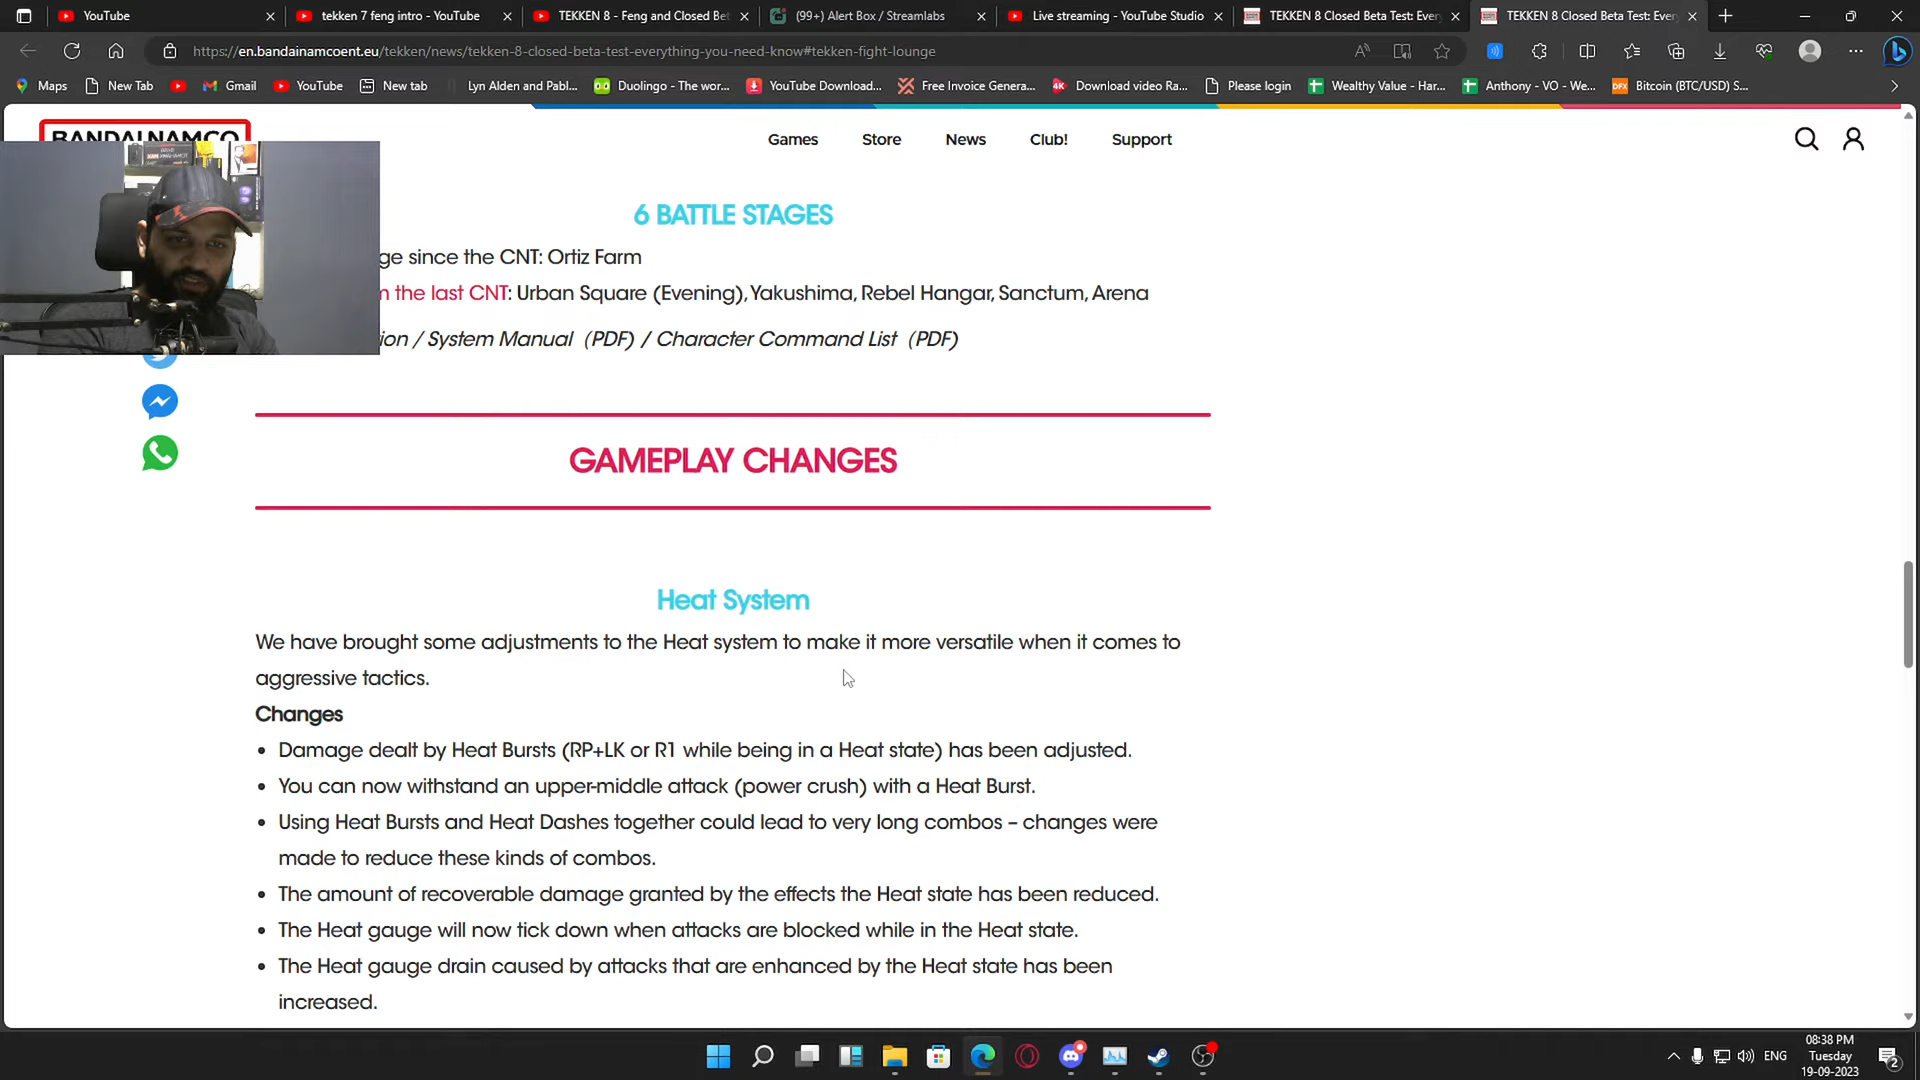 YouTube
tekken 7 feng intro - YouTube
TEKKEN 8 - Feng and Closed Bet
(99+) Alert Box / Streamlabs
Live streaming - YouTube Studio
TEKKEN 8 Closed Beta Test: Ever
TEKKEN 8 Closed Beta Test: Ever
https://en.bandainamcoent.eu/tekken/news/tekken-8-closed-beta-test-everything-you-need-know#tekken-fight-lounge
Maps
New Tab
Gmail
YouTube
New tab
Lyn Alden and Pabl...
Duolingo - The wor...
YouTube Download...
Free Invoice Genera...
Download video Ra...
Please login
Wealthy Value - Har...
Anthony - VO - We...
Bitcoin (BTC/USD) S...
BANDAI NAMCO
Games
Store
News
Club!
Support
6 BATTLE STAGES
ge since the CNT: Ortiz Farm
m the last CNT: Urban Square (Evening), Yakushima, Rebel Hangar, Sanctum, Arena
ion / System Manual（PDF) / Character Command List（PDF)
GAMEPLAY CHANGES
Heat System
We have brought some adjustments to the Heat system to make it more versatile when it comes to
aggressive tactics.
Changes
• Damage dealt by Heat Bursts (RP+LK or R1 while being in a Heat state) has been adjusted.
• You can now withstand an upper-middle attack (power crush) with a Heat Burst.
• Using Heat Bursts and Heat Dashes together could lead to very long combos – changes were
made to reduce these kinds of combos.
• The amount of recoverable damage granted by the effects the Heat state has been reduced.
• The Heat gauge will now tick down when attacks are blocked while in the Heat state.
• The Heat gauge drain caused by attacks that are enhanced by the Heat state has been
increased.
ENG
08:38 PM
Tuesday
19-09-2023
2